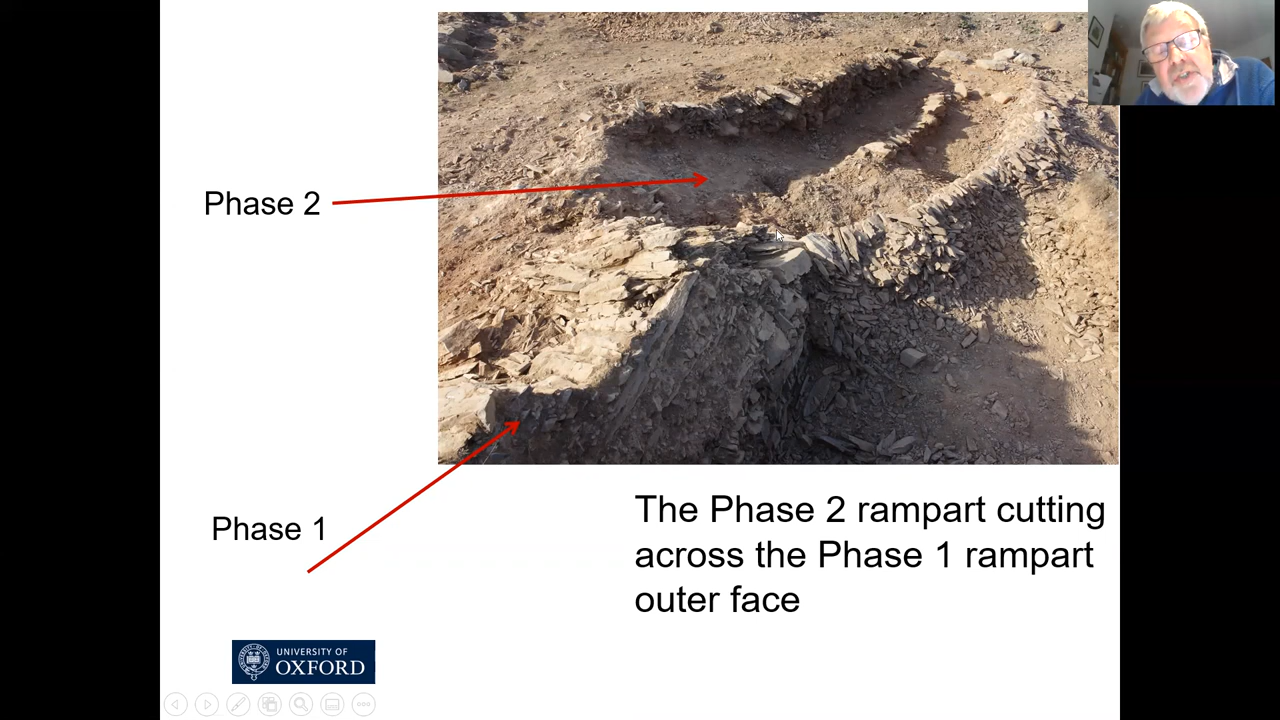 Phase 2
Phase 1
The Phase 2 rampart cutting
across the Phase 1 rampart
outer face
UNIVERSITY OF
OXFORD